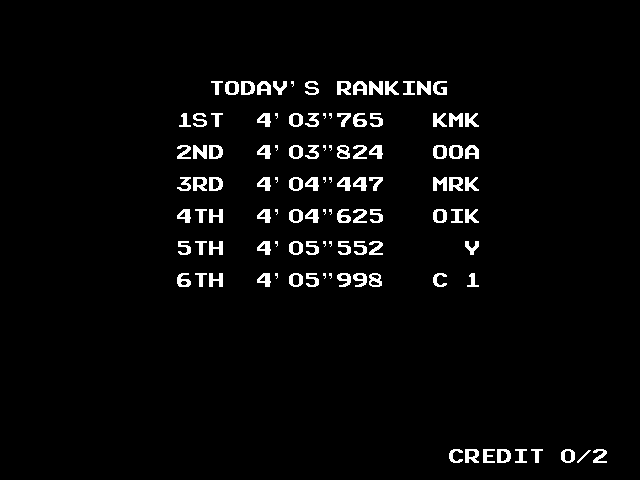 TODAY'S RANKING
1ST 4'03"765 KMK
2ND 4'03"824 OOA
3RD 4'04"447 MRK
4TH 4'04"625 OIK
5TH 4'05"552 Y
6TH 4'05"998 C 1
CREDIT 0/2